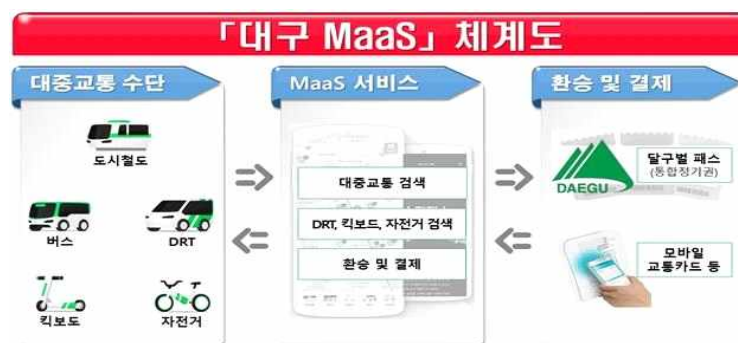 「대구 MaaS」 체계도
대중교통 수단
도시철도
버스
DRT
킥보드
자전거
MaaS 서비스
대중교통 검색
DRT, 킥보드, 자전거 검색
환승 및 결제
환승 및 결제
DAEGU
달구벌 패스
(통합정기권)
모바일
교통카드 등